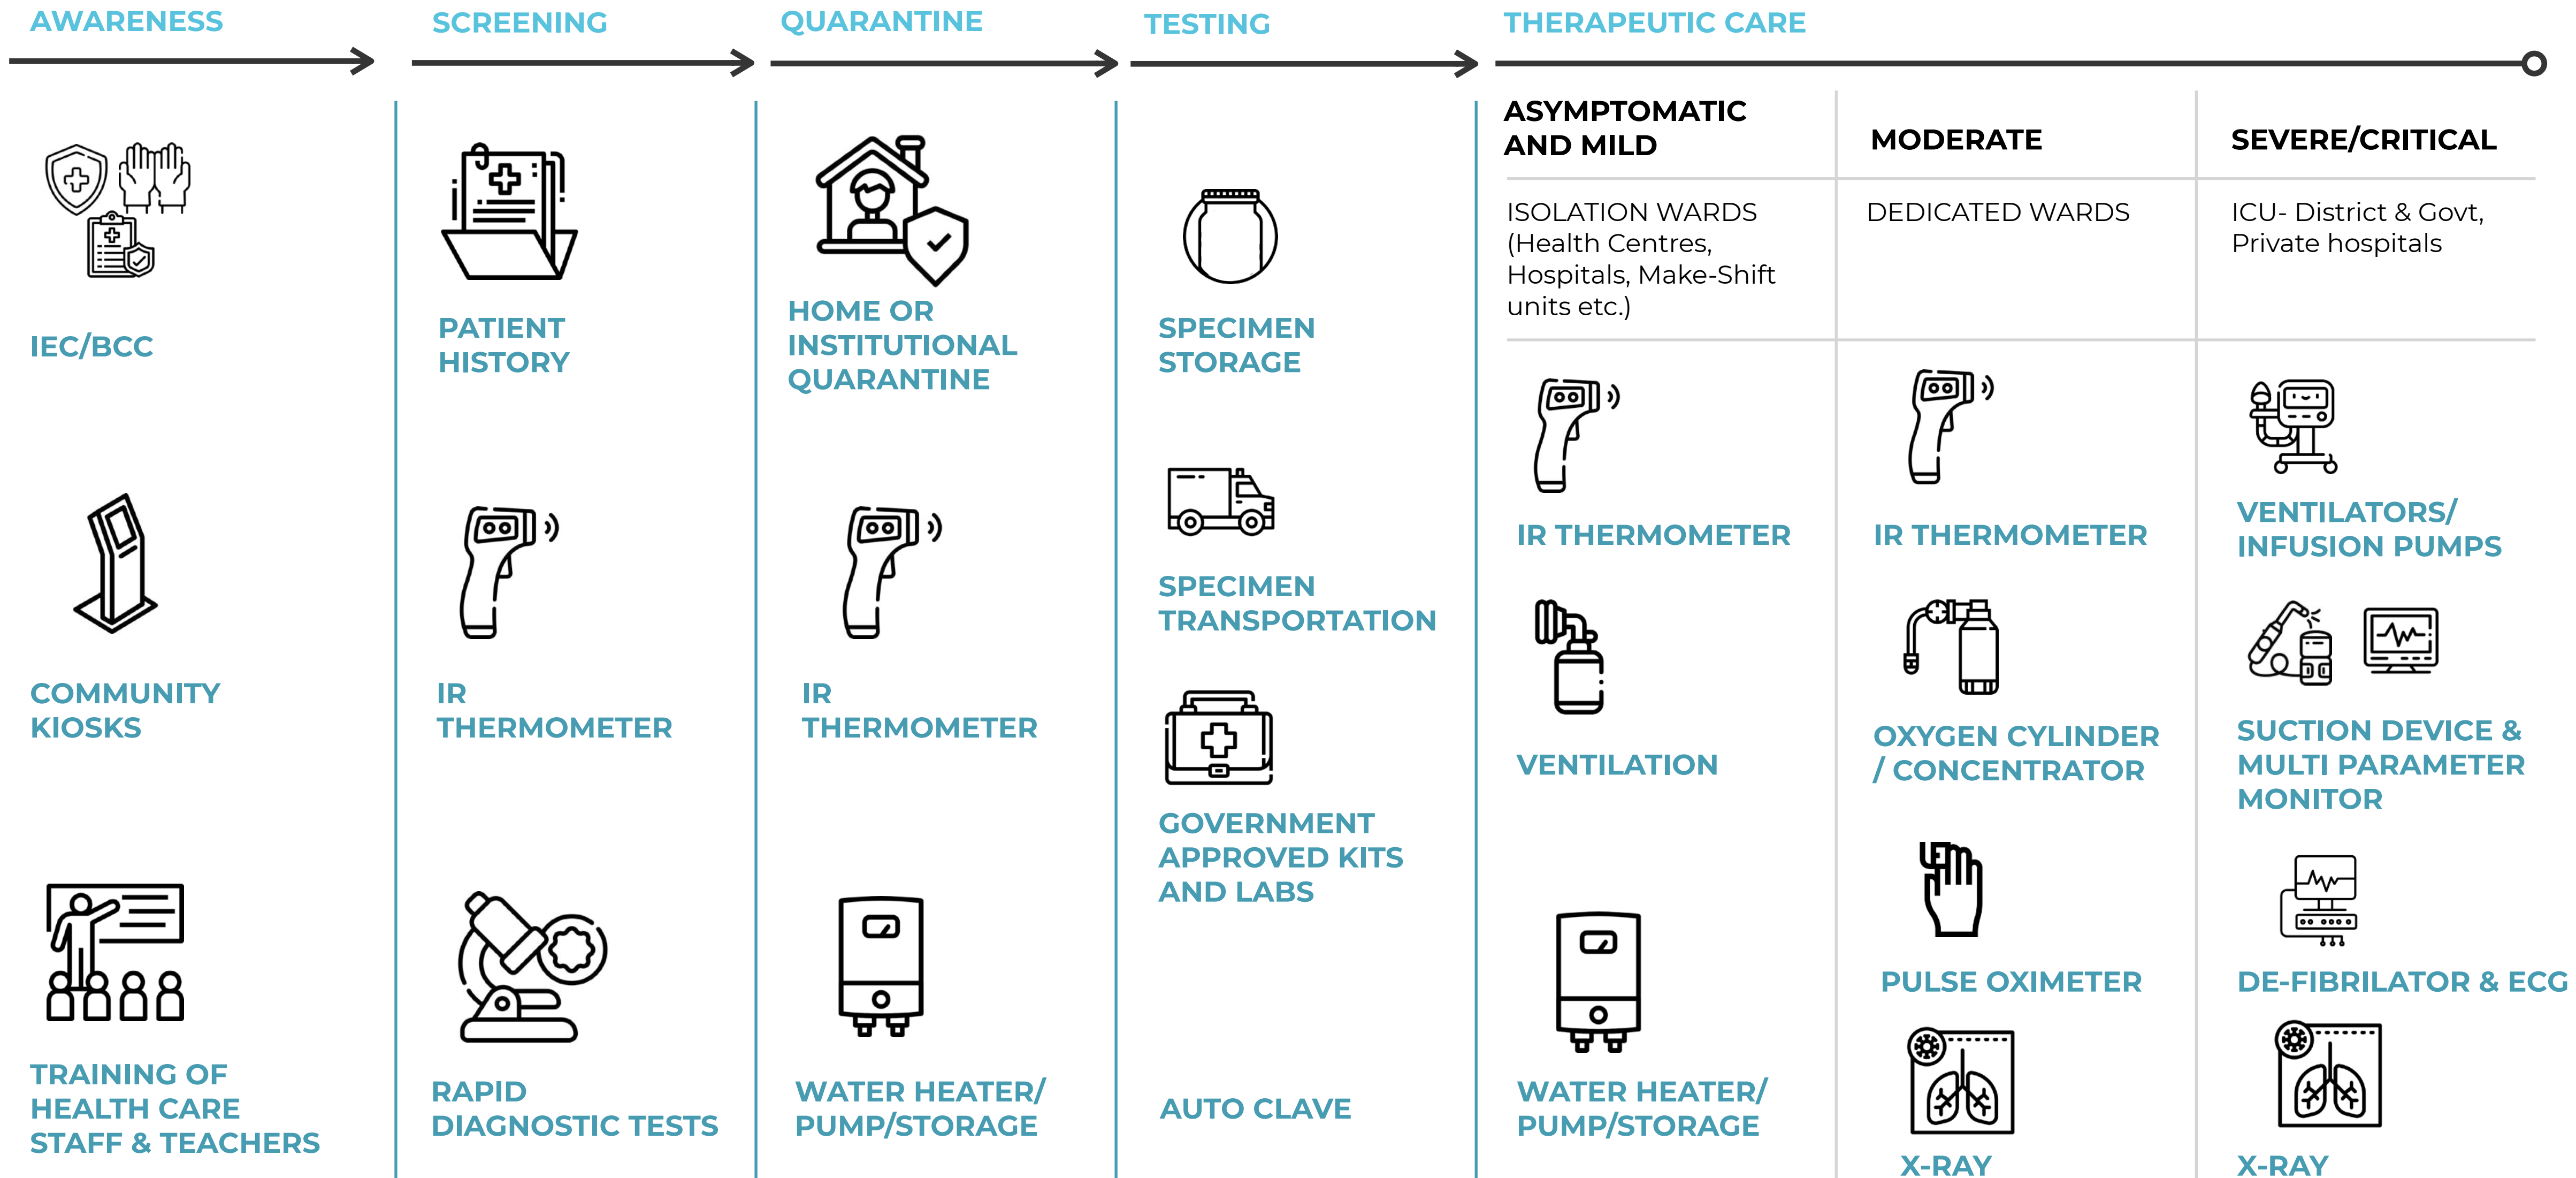 AWARENESS
SCREENING
QUARANTINE
TESTING
THERAPEUTIC CARE
IEC/BCC
COMMUNITY
KIOSKS
TRAINING OF
HEALTH CARE
STAFF & TEACHERS
PATIENT
HISTORY
IR
THERMOMETER
RAPID
DIAGNOSTIC TESTS
HOME OR
INSTITUTIONAL
QUARANTINE
IR
THERMOMETER
WATER HEATER/
PUMP/STORAGE
SPECIMEN
STORAGE
SPECIMEN
TRANSPORTATION
GOVERNMENT
APPROVED KITS
AND LABS
AUTO CLAVE
ASYMPTOMATIC
AND MILD
ISOLATION WARDS
(Health Centres,
Hospitals, Make-Shift
units etc.)
IR THERMOMETER
VENTILATION
WATER HEATER/
PUMP/STORAGE
MODERATE
DEDICATED WARDS
IR THERMOMETER
OXYGEN CYLINDER
/ CONCENTRATOR
PULSE OXIMETER
X-RAY
SEVERE/CRITICAL
ICU- District & Govt,
Private hospitals
VENTILATORS/
INFUSION PUMPS
SUCTION DEVICE &
MULTI PARAMETER
MONITOR
DE-FIBRILATOR & ECG
X-RAY